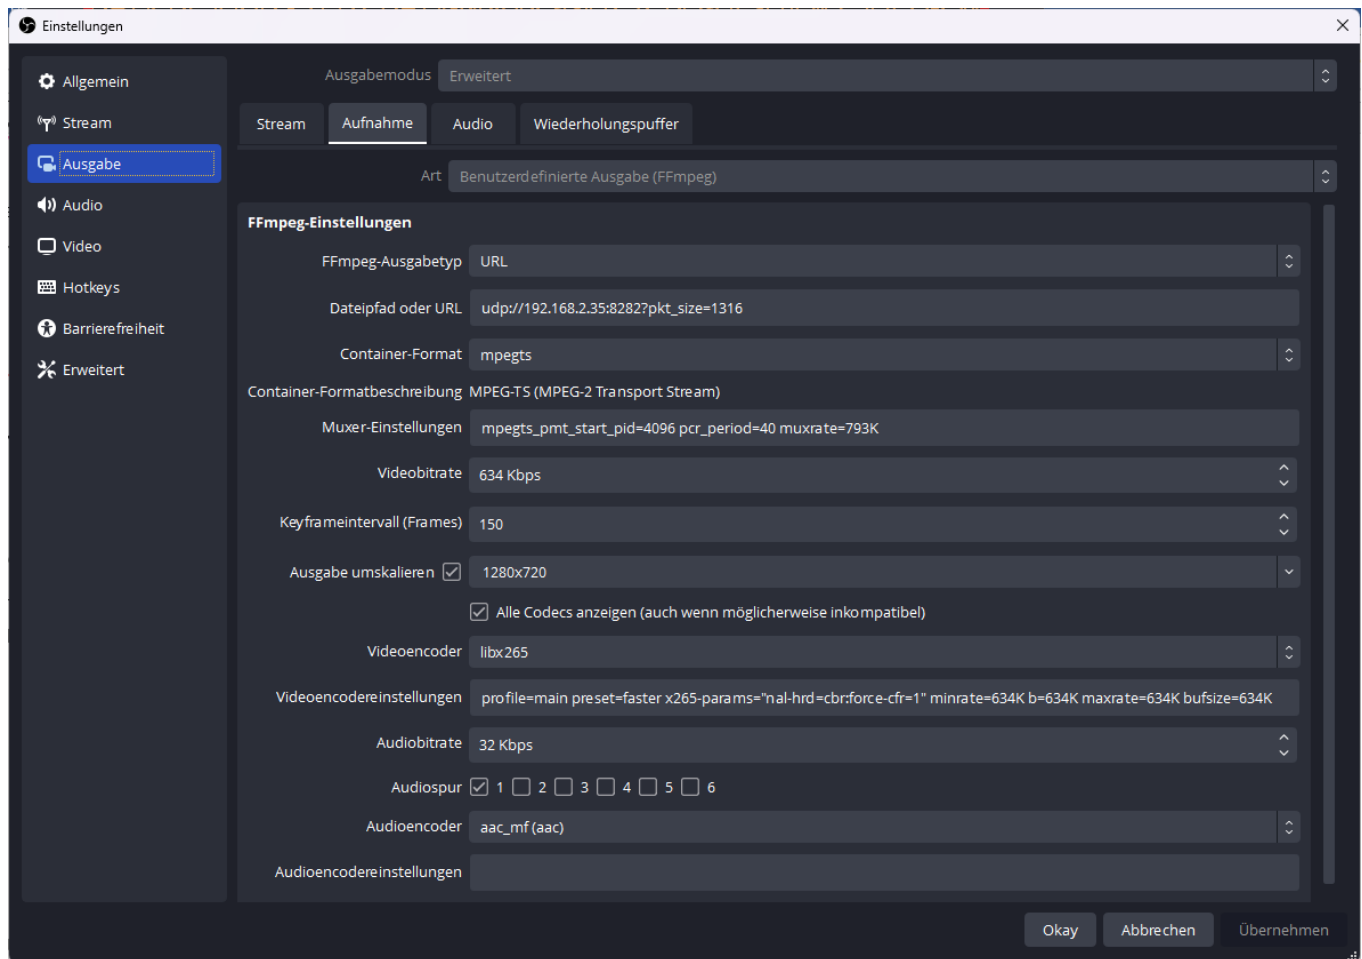 Einstellungen
Allgemein
Stream
Ausgabe
Audio
Video
Hotkeys
Barrierefreiheit
Erweitert
Ausgabemodus Erweitert
Stream Aufnahme Audio Wiederholungspuffer
Art Benutzerdefinierte Ausgabe (FFmpeg)
FFmpeg-Einstellungen
FFmpeg-Ausgabetyp URL
Dateipfad oder URL udp://192.168.2.35:8282?pkt_size=1316
Container-Format mpegts
Container-Formatbeschreibung MPEG-TS (MPEG-2 Transport Stream)
Muxer-Einstellungen mpegts_pmt_start_pid=4096 pcr_period=40 muxrate=793K
Videobitrate 634 Kbps
Keyframeintervall (Frames) 150
Ausgabe umskalieren 1280x720
Alle Codecs anzeigen (auch wenn möglicherweise inkompatibel)
Videoencoder libx265
Videoencodereinstellungen profile=main preset=faster x265-params="nal-hrd=cbr:force-cfr=1" minrate=634K b=634K maxrate=634K bufsize=634K
Audiobitrate 32 Kbps
Audiospur 1 2 3 4 5 6
Audioencoder aac_mf (aac)
Audioencodereinstellungen
Okay Abbrechen Übernehmen